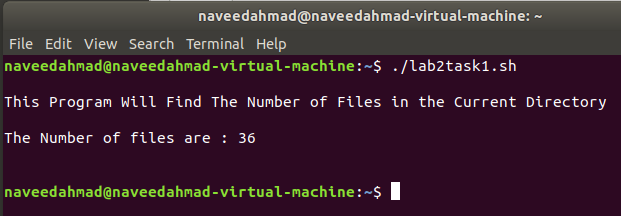 naveedahmad@naveedahmad-virtual-machine: ~
File Edit View Search Terminal Help
naveedahmad@naveedahmad-virtual-machine:~$ ./lab2task1.sh
This Program Will Find The Number of Files in the Current Directory
The Number of files are : 36
naveedahmad@naveedahmad-virtual-machine:~$